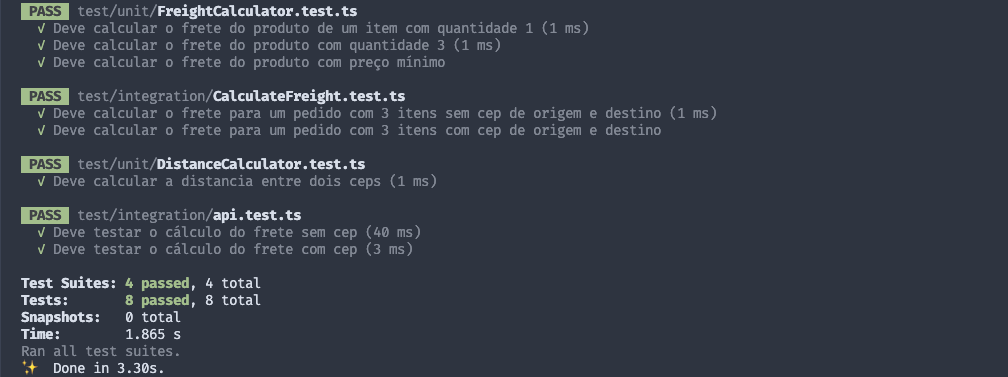 PASS test/unit/FreightCalculator.test.ts
✓ Deve calcular o frete do produto de um item com quantidade 1 (1 ms)
✓ Deve calcular o frete do produto com quantidade 3 (1 ms)
✓ Deve calcular o frete do produto com preço mínimo
PASS test/integration/CalculateFreight.test.ts
✓ Deve calcular o frete para um pedido com 3 itens sem cep de origem e destino (1 ms)
✓ Deve calcular o frete para um pedido com 3 itens com cep de origem e destino
PASS test/unit/DistanceCalculator.test.ts
✓ Deve calcular a distancia entre dois ceps (1 ms)
PASS test/integration/api.test.ts
✓ Deve testar o cálculo do frete sem cep (40 ms)
✓ Deve testar o cálculo do frete com cep (3 ms)
Test Suites: 4 passed, 4 total
Tests: 8 passed, 8 total
Snapshots: 0 total
Time: 1.865 s
Ran all test suites.
✨ Done in 3.30s.